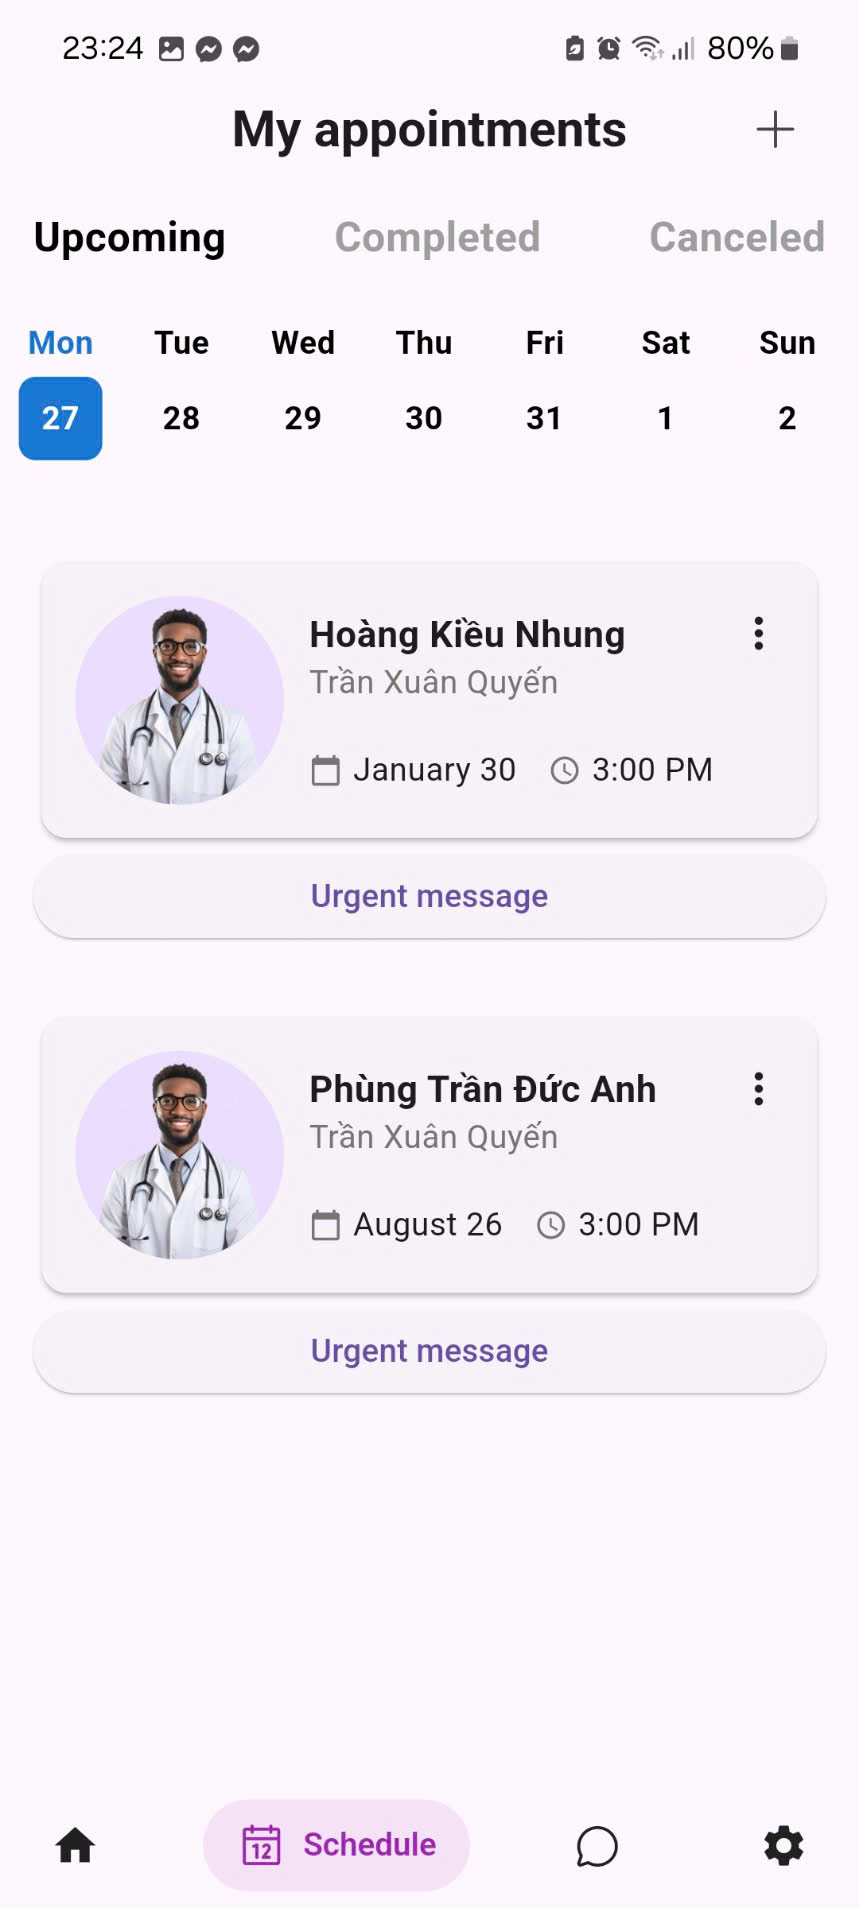 23:24 80%
My appointments
Upcoming Completed Canceled
Mon Tue Wed Thu Fri Sat Sun
27 28 29 30 31 1 2
Hoàng Kiều Nhung
Trần Xuân Quyến
January 30 3:00 PM
Urgent message
Phùng Trần Đức Anh
Trần Xuân Quyến
August 26 3:00 PM
Urgent message
12 Schedule